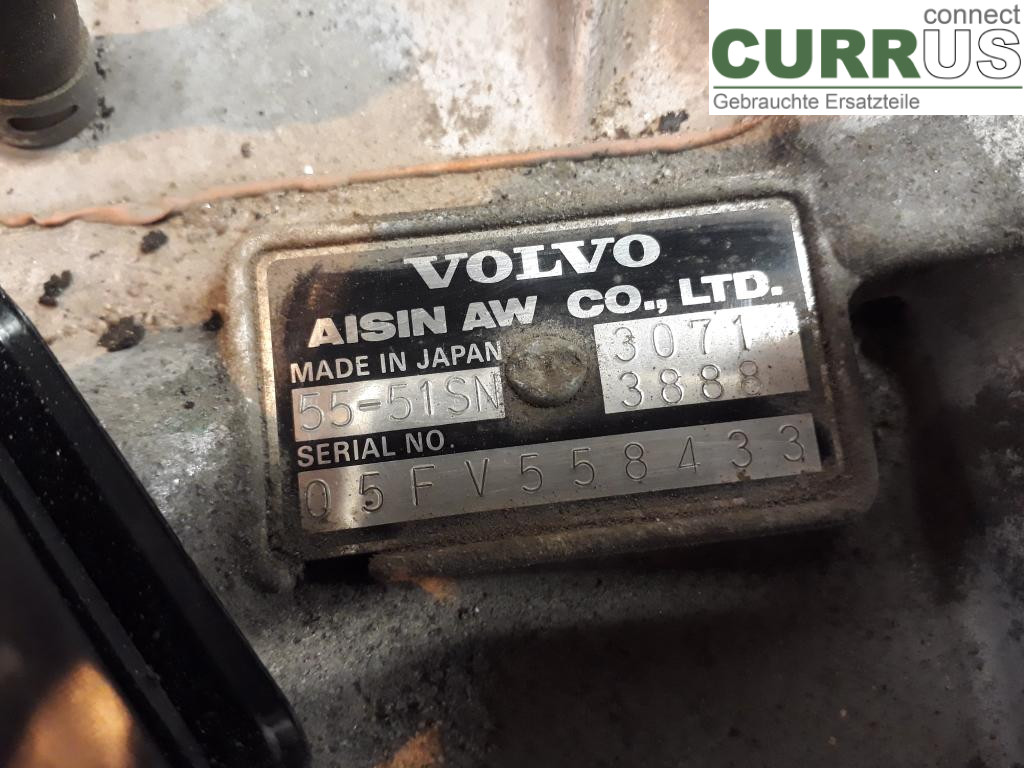 connect
CURRUS
Gebrauchte Ersatzteile
VOLVO
AISIN AW CO., LTD.
MADE IN JAPAN
3071
55-51SN
3888
SERIAL NO.
05FV558433